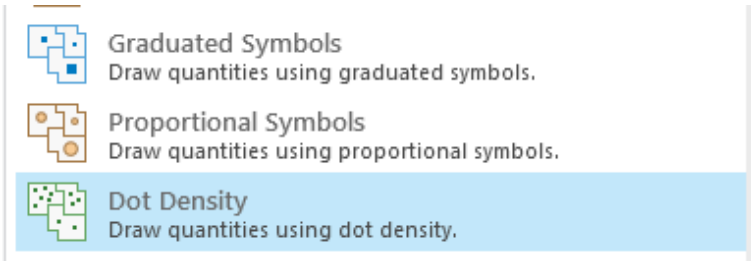 Graduated Symbols
Draw quantities using graduated symbols.
Proportional Symbols
Draw quantities using proportional symbols.
Dot Density
Draw quantities using dot density.